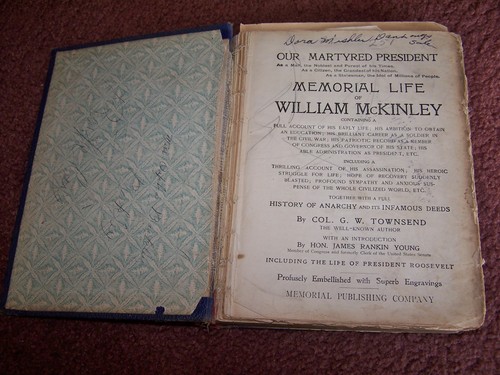 Dora Mishler
Sale
OUR MARTYRED PRESIDENT
As a Man, the Noblest and Purest of his Times,
As a Citizen, the Grandest of his Nation,
As a Statesman, the Idol of Millions of People.
MEMORIAL LIFE
OF
WILLIAM McKINLEY
CONTAINING A
FULL ACCOUNT OF HIS EARLY LIFE; HIS AMBITION TO OBTAIN
AN EDUCATION; HIS BRILLIANT CAREER AS A SOLDIER IN
THE CIVIL WAR; HIS PATRIOTIC RECORD AS A MEMBER
OF CONGRESS AND GOVERNOR OF HIS STATE; HIS
ABLE ADMINISTRATION AS PRESIDENT, ETC.
INCLUDING A
THRILLING ACCOUNT OF HIS ASSASSINATION; HIS HEROIC
STRUGGLE FOR LIFE; HOPE OF RECOVERY SUDDENLY
BLASTED; PROFOUND SYMPATHY AND ANXIOUS SUS-
PENSE OF THE WHOLE CIVILIZED WORLD, ETC.
TOGETHER WITH A FULL
HISTORY OF ANARCHY AND ITS INFAMOUS DEEDS
By COL. G. W. TOWNSEND
THE WELL-KNOWN AUTHOR
WITH AN INTRODUCTION
By HON. JAMES RANKIN YOUNG
Member of Congress and formerly Clerk of the United States Senate
INCLUDING THE LIFE OF PRESIDENT ROOSEVELT
Profusely Embellished with Superb Engravings
MEMORIAL PUBLISHING COMPANY